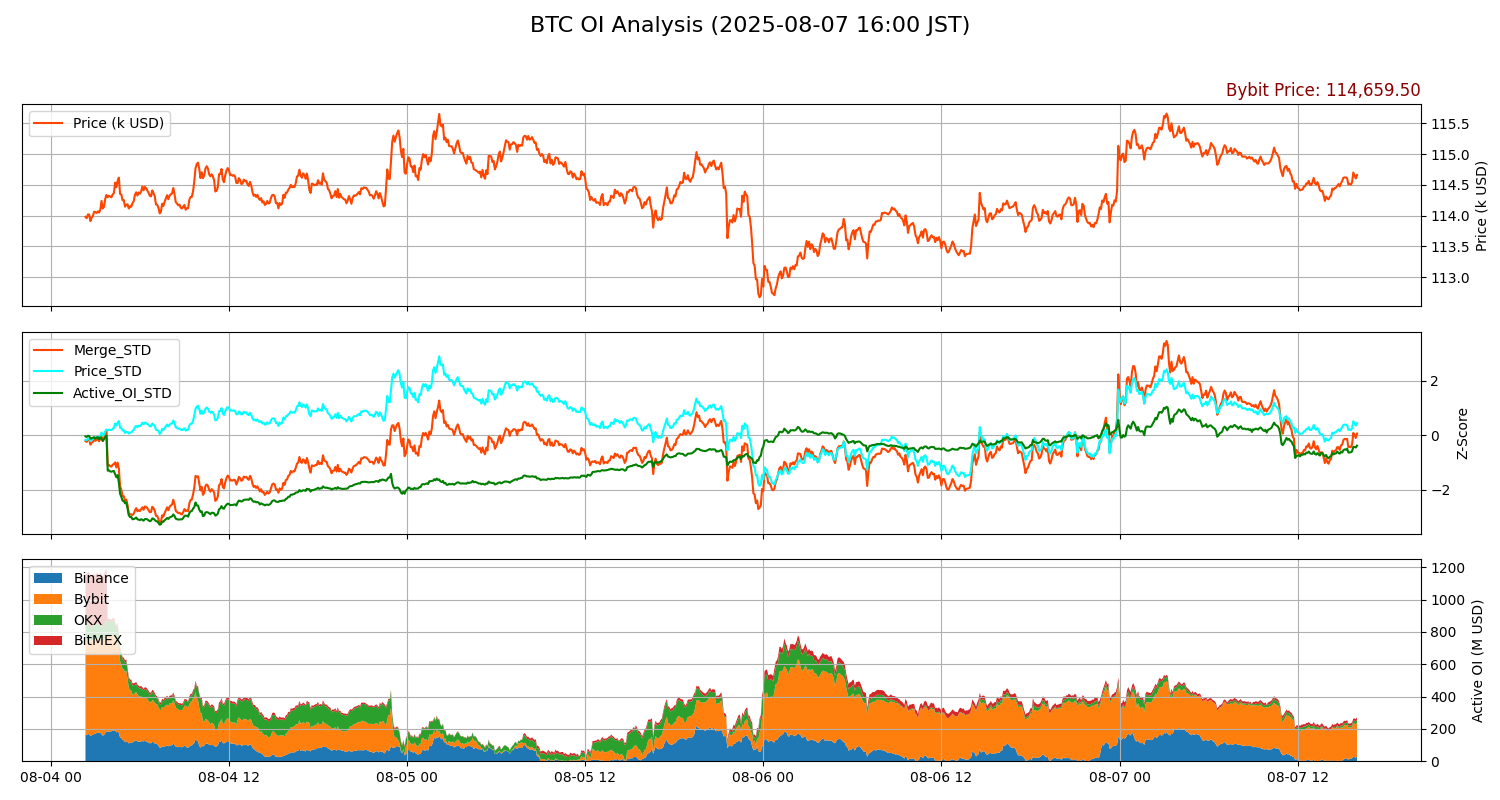 BTC OI Analysis (2025-08-07 16:00 JST)
Bybit Price: 114,659.50
Price (k USD)
115.5
115.0
114.5
114.0
113.5
113.0
Price (k USD)
Merge_STD
Price_STD
Active_OI_STD
2
0
−2
Z-Score
Binance
Bybit
OKX
BitMEX
1200
1000
800
600
400
200
0
Active OI (M USD)
08-04 00
08-04 12
08-05 00
08-05 12
08-06 00
08-06 12
08-07 00
08-07 12